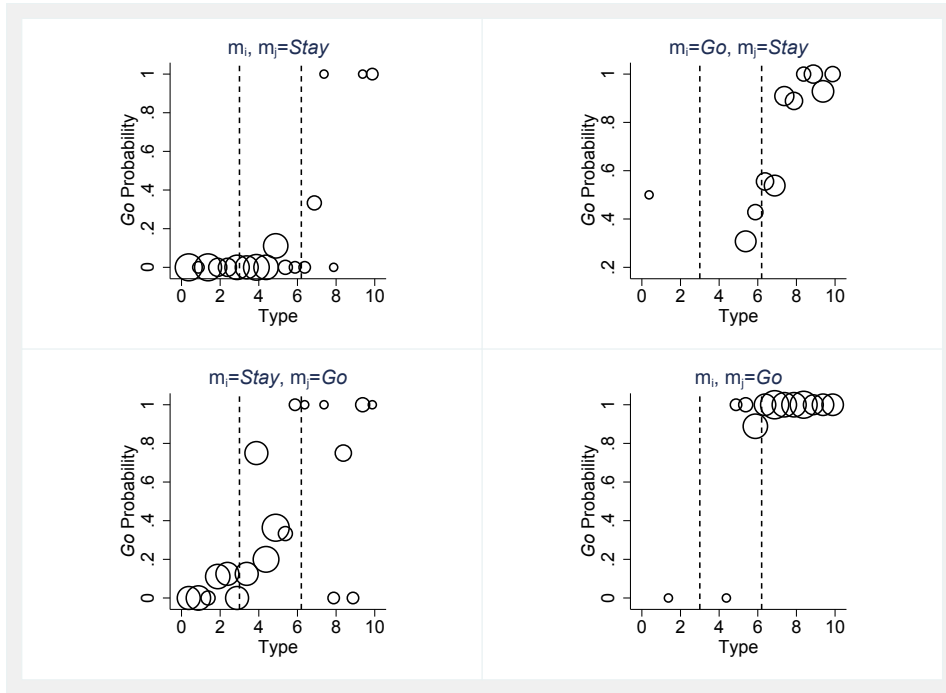 mᵢ, mⱼ=Stay
Go Probability
1
.8
.6
.4
.2
0
0 2 4 6 8 10
Type
mᵢ=Go, mⱼ=Stay
Go Probability
1
.8
.6
.4
.2
0 2 4 6 8 10
Type
mᵢ=Stay, mⱼ=Go
Go Probability
1
.8
.6
.4
.2
0
0 2 4 6 8 10
Type
mᵢ, mⱼ=Go
Go Probability
1
.8
.6
.4
.2
0
0 2 4 6 8 10
Type